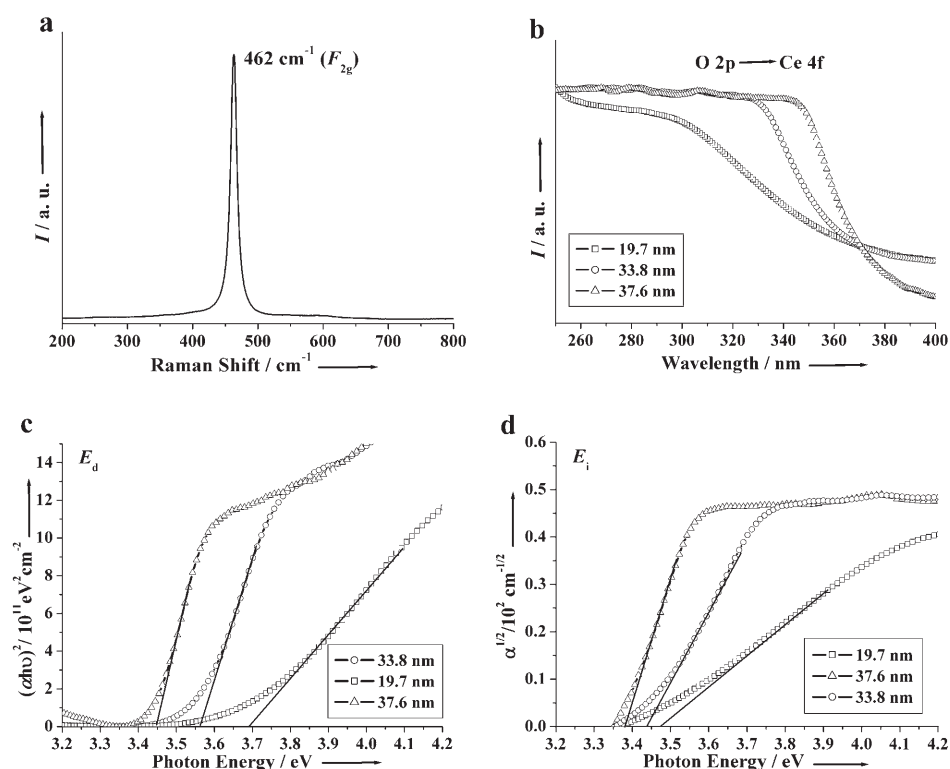 a
462 cm⁻¹ (F₂g)
I / a. u.
200 300 400 500 600 700 800
Raman Shift / cm⁻¹
b
O 2p Ce 4f
I / a. u.
19.7 nm
33.8 nm
37.6 nm
260 280 300 320 340 360 380 400
Wavelength / nm
c
E_d
(αhυ)²/ 10¹¹ eV²cm⁻²
14
12
10
8
6
4
2
0
33.8 nm
19.7 nm
37.6 nm
3.2 3.3 3.4 3.5 3.6 3.7 3.8 3.9 4.0 4.1 4.2
Photon Energy / eV
d
E_i
α^1/2/10² cm^-1/2
0.6
0.5
0.4
0.3
0.2
0.1
0.0
19.7 nm
37.6 nm
33.8 nm
3.2 3.3 3.4 3.5 3.6 3.7 3.8 3.9 4.0 4.1 4.2
Photon Energy / eV